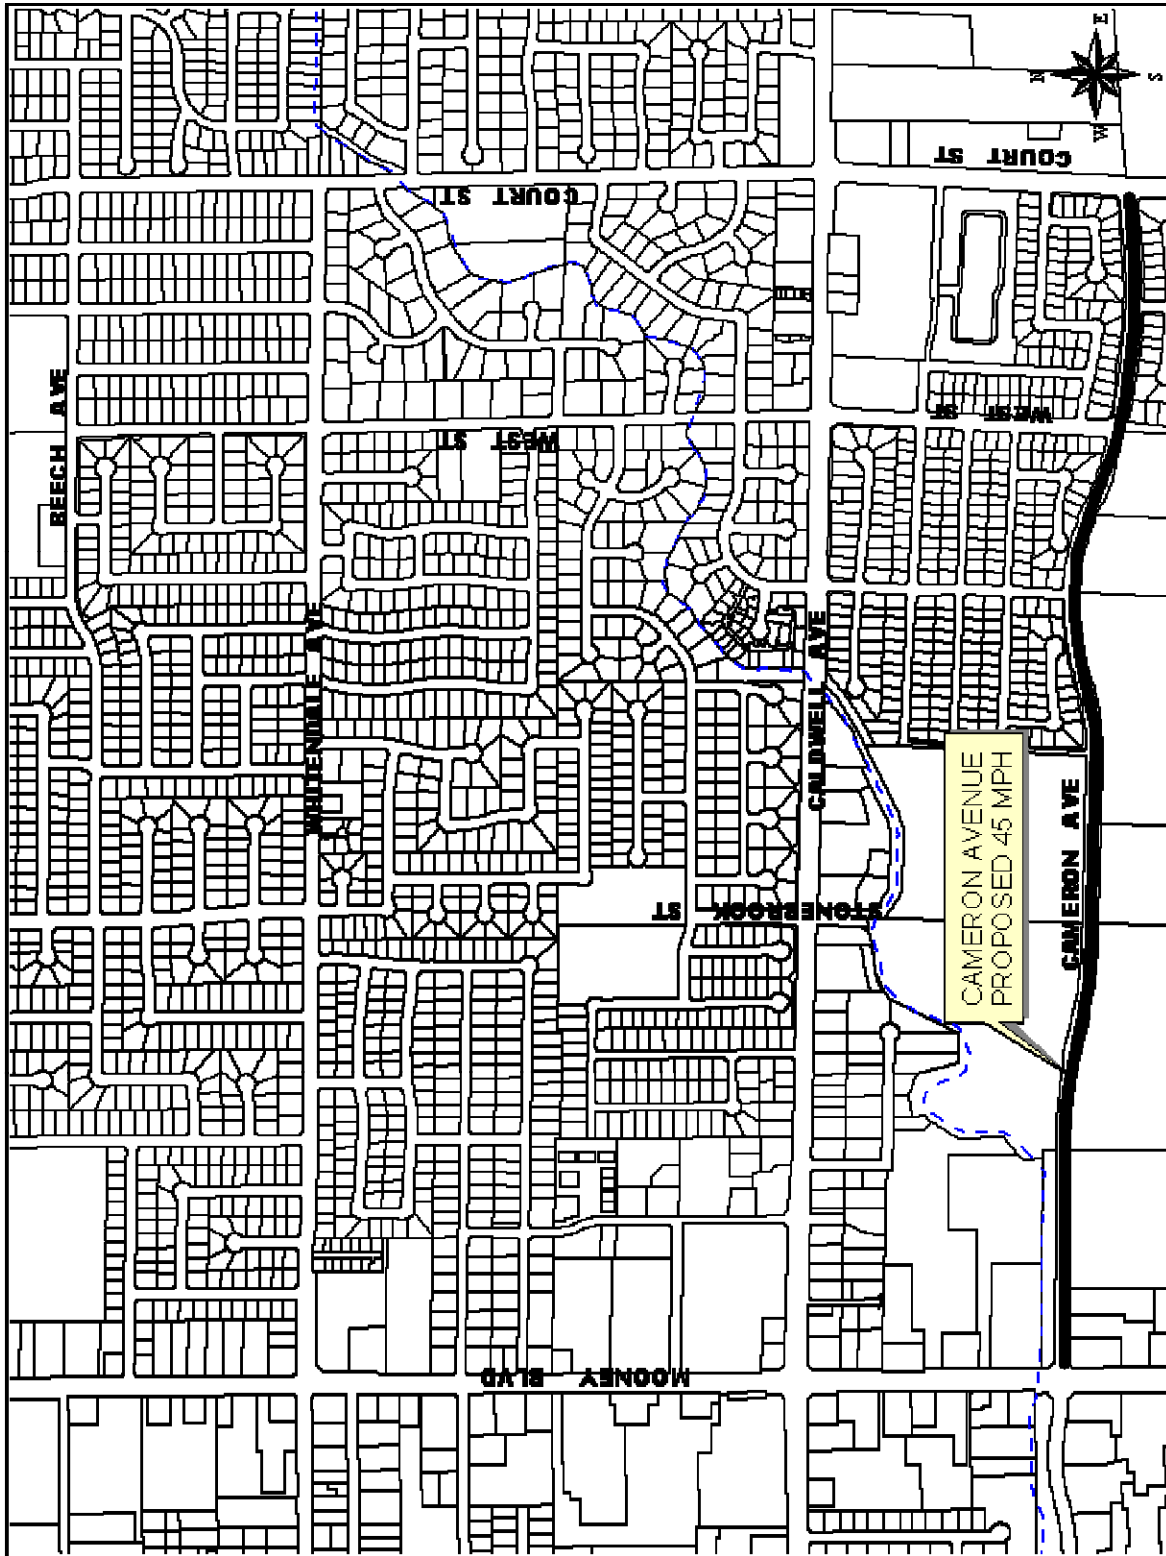 N
E
S
W
COURT ST
COURT ST
BEECH AVE
WEST ST
WEST ST
WHITENDALE AVE
CALDWELL AVE
STONEBROOK ST
CAMERON AVENUE
PROPOSED 45 MPH
CAMERON AVE
MOONEY BLVD